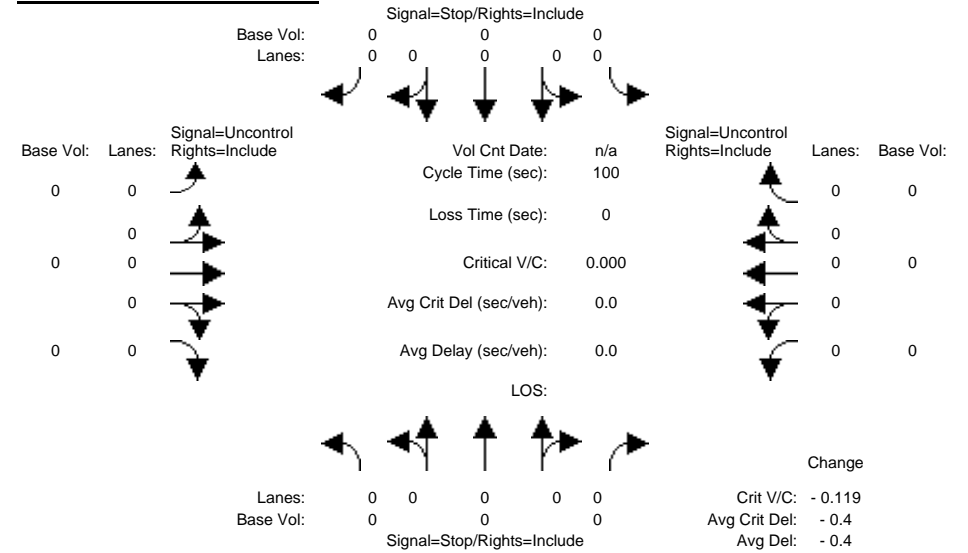 Signal=Stop/Rights=Include
Base Vol: 0 0 0
Lanes: 0 0 0 0 0
Signal=Uncontrol
Rights=Include
Base Vol: Lanes:
Vol Cnt Date: n/a
Signal=Uncontrol
Rights=Include
Lanes: Base Vol:
Cycle Time (sec): 100
0 0
0 0
Loss Time (sec): 0
0
0
0 0
Critical V/C: 0.000
0 0
0
Avg Crit Del (sec/veh): 0.0
0
0 0
Avg Delay (sec/veh): 0.0
0 0
LOS:
Change
Lanes: 0 0 0 0 0
Crit V/C: - 0.119
Base Vol: 0 0 0
Avg Crit Del: - 0.4
Signal=Stop/Rights=Include
Avg Del: - 0.4